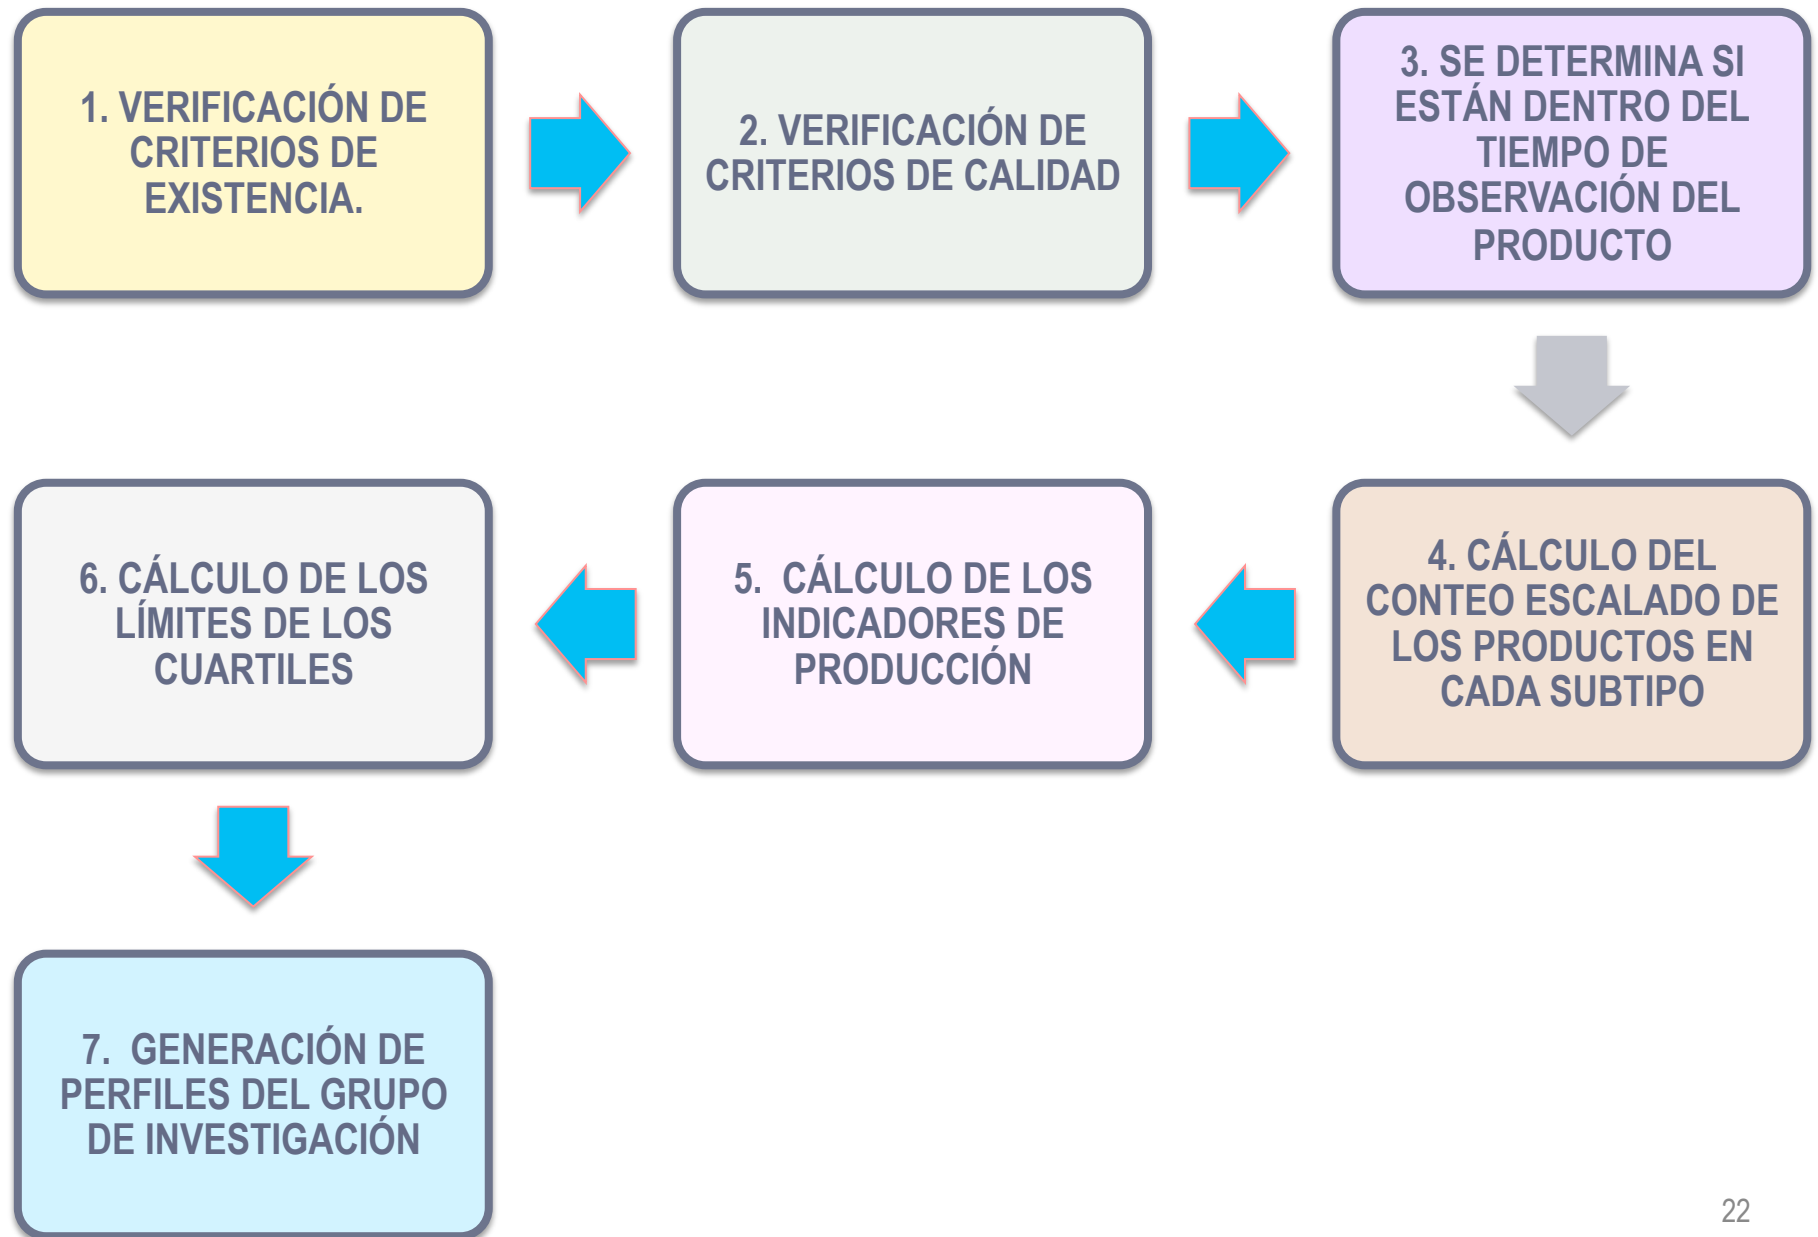 1. VERIFICACIÓN DE
CRITERIOS DE
EXISTENCIA.
2. VERIFICACIÓN DE
CRITERIOS DE CALIDAD
3. SE DETERMINA SI
ESTÁN DENTRO DEL
TIEMPO DE
OBSERVACIÓN DEL
PRODUCTO
4. CÁLCULO DEL
CONTEO ESCALADO DE
LOS PRODUCTOS EN
CADA SUBTIPO
5. CÁLCULO DE LOS
INDICADORES DE
PRODUCCIÓN
6. CÁLCULO DE LOS
LÍMITES DE LOS
CUARTILES
7. GENERACIÓN DE
PERFILES DEL GRUPO
DE INVESTIGACIÓN
22